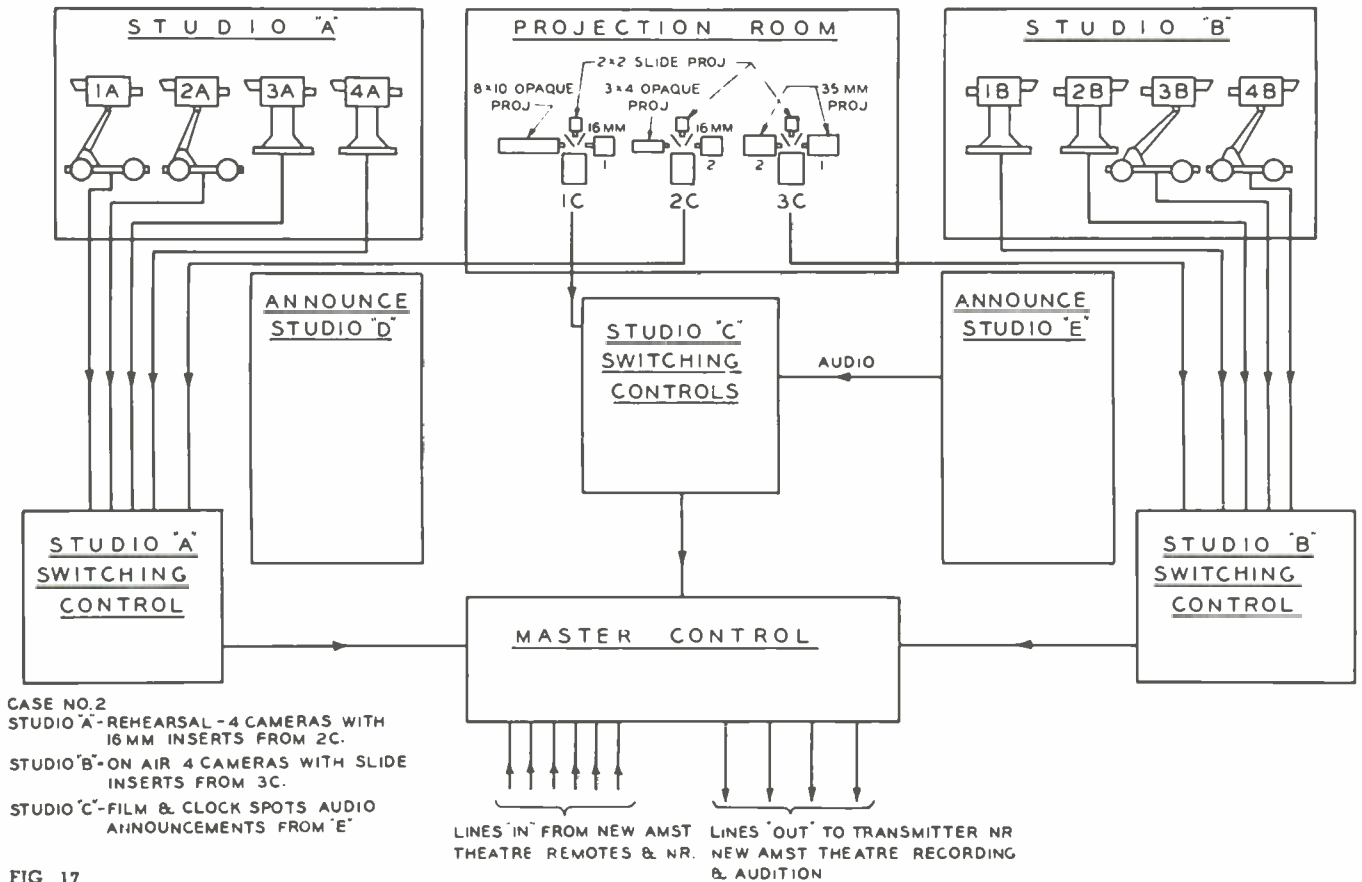 STUDIO "A"
1A
2A
3A
4A
PROJECTION ROOM
2×2 SLIDE PROJ
8×10 OPAQUE
PROJ
3×4 OPAQUE
PROJ
35 MM
PROJ
16 MM
1
16 MM
2
2
1
1C
2C
3C
STUDIO "B"
1B
2B
3B
4B
ANNOUNCE
STUDIO "D"
STUDIO "C"
SWITCHING
CONTROLS
AUDIO
ANNOUNCE
STUDIO "E"
STUDIO "A"
SWITCHING
CONTROL
STUDIO "B"
SWITCHING
CONTROL
MASTER CONTROL
CASE NO.2
STUDIO "A"-REHEARSAL-4 CAMERAS WITH
16MM INSERTS FROM 2C.
STUDIO "B"-ON AIR 4 CAMERAS WITH SLIDE
INSERTS FROM 3C.
STUDIO "C"-FILM & CLOCK SPOTS AUDIO
ANNOUNCEMENTS FROM "E"
LINES "IN" FROM NEW AMST
THEATRE REMOTES & NR.
LINES "OUT" TO TRANSMITTER NR
NEW AMST THEATRE RECORDING
& AUDITION
FIG. 17